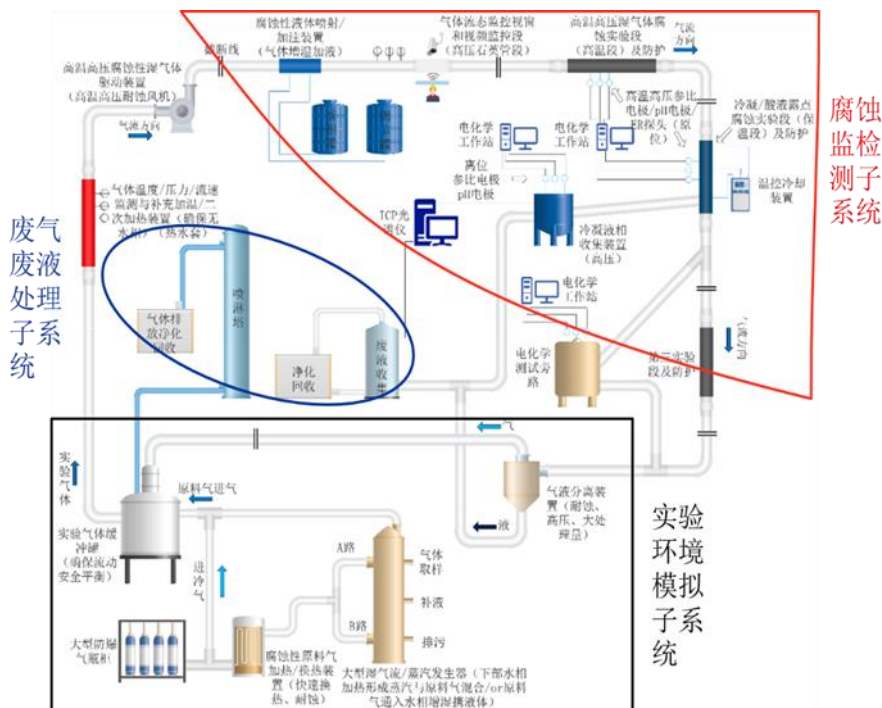 腐蚀性液体喷射/
加注装置
(气体增湿加液)
气体流态监控视窗
和视频监控段
(高压石英管段)
高温高压湿气体腐
蚀实验段
(高温段)及防护
气流
方向
截断线
高温高压腐蚀性湿气体
驱动装置
(高温高压耐蚀风机)
气流方向
高温高压参比
电极/pH电极/
ER探头(原
位)
冷凝/酸液露点
腐蚀实验段(保
温段)及防护
腐蚀
监检
测子
系统
电化学
工作站
电化学
工作站
离位
参比电极
pH电极
温控冷却
装置
气体温度/压力/流速
监测与补充加温/二
次加热装置(确保无
水相)(热水套)
冷凝液相
收集装置
(高压)
废气
废液
处理
子系
统
喷淋塔
气体排
放净化
回收
电化学
工作站
气流方向
净化
回收
废液收集
电化学
测试旁
路
段及防护
气
实验气体
原料气进气
气液分离装
置(耐蚀、
高压、大处
理量)
液
实验
环境
模拟
子系
统
实验气体缓
冲罐
(确保流动
安全平衡)
进冷气
A路
气体
取样
补液
B路
排污
大型防爆
气瓶柜
腐蚀性原料气
加热/换热装
置(快速换
热、耐蚀)
大型湿气流/蒸汽发生器(下部水相
加热形成蒸汽与原料气混合/or原料
气通入水相增湿携液体)